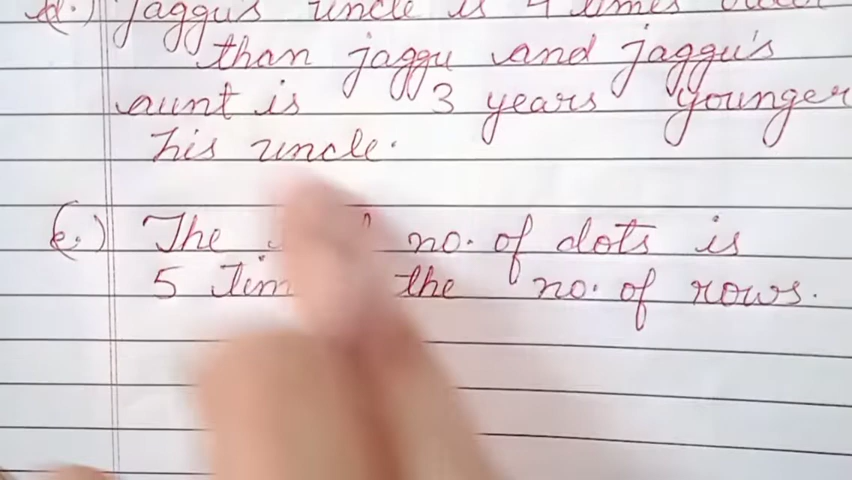 d.) Jaggu's uncle is 4 times older
than jaggu and jaggu's
aunt is 3 years younger
his uncle.
(e.) The no. of dots is
5 the no. of rows.